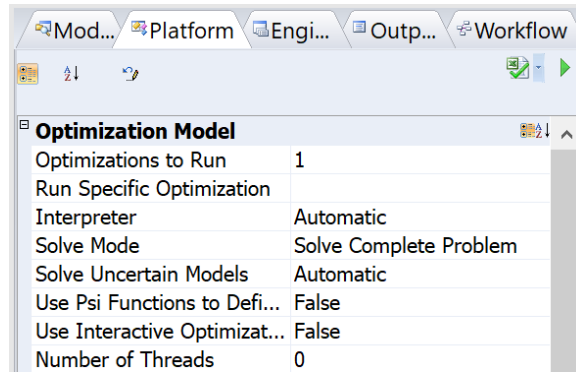 Mod... Platform Engi... Outp... Workflow
Optimization Model
Optimizations to Run 1
Run Specific Optimization
Interpreter Automatic
Solve Mode Solve Complete Problem
Solve Uncertain Models Automatic
Use Psi Functions to Defi... False
Use Interactive Optimizat... False
Number of Threads 0